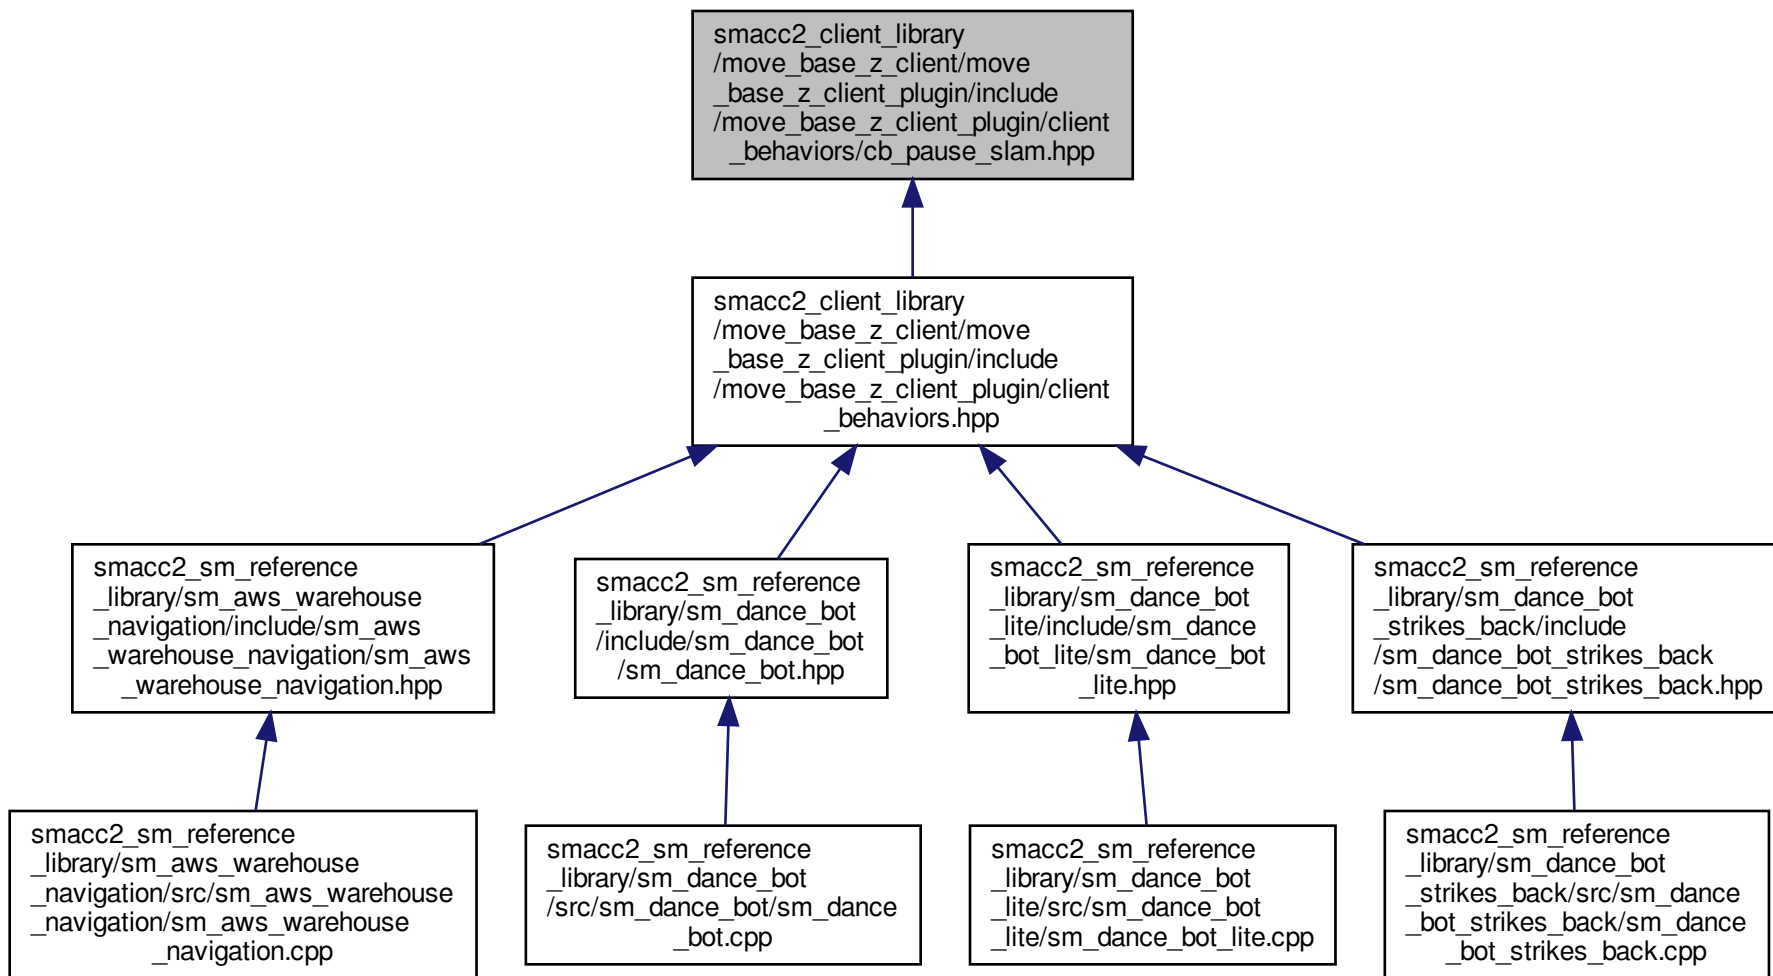 smacc2_client_library
/move_base_z_client/move
_base_z_client_plugin/include
/move_base_z_client_plugin/client
_behaviors/cb_pause_slam.hpp
smacc2_client_library
/move_base_z_client/move
_base_z_client_plugin/include
/move_base_z_client_plugin/client
_behaviors.hpp
smacc2_sm_reference
_library/sm_aws_warehouse
_navigation/include/sm_aws
_warehouse_navigation/sm_aws
_warehouse_navigation.hpp
smacc2_sm_reference
_library/sm_dance_bot
/include/sm_dance_bot
/sm_dance_bot.hpp
smacc2_sm_reference
_library/sm_dance_bot
_lite/include/sm_dance
_bot_lite/sm_dance_bot
_lite.hpp
smacc2_sm_reference
_library/sm_dance_bot
_strikes_back/include
/sm_dance_bot_strikes_back
/sm_dance_bot_strikes_back.hpp
smacc2_sm_reference
_library/sm_aws_warehouse
_navigation/src/sm_aws_warehouse
_navigation/sm_aws_warehouse
_navigation.cpp
smacc2_sm_reference
_library/sm_dance_bot
/src/sm_dance_bot/sm_dance
_bot.cpp
smacc2_sm_reference
_library/sm_dance_bot
_lite/src/sm_dance_bot
_lite/sm_dance_bot_lite.cpp
smacc2_sm_reference
_library/sm_dance_bot
_strikes_back/src/sm_dance
_bot_strikes_back/sm_dance
_bot_strikes_back.cpp